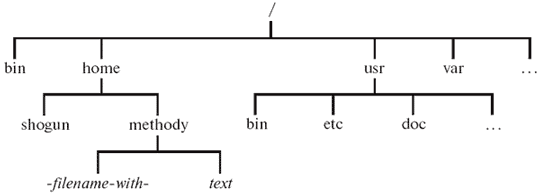 /
bin home usr var ...
shogun methody bin etc doc ...
-filename-with- text